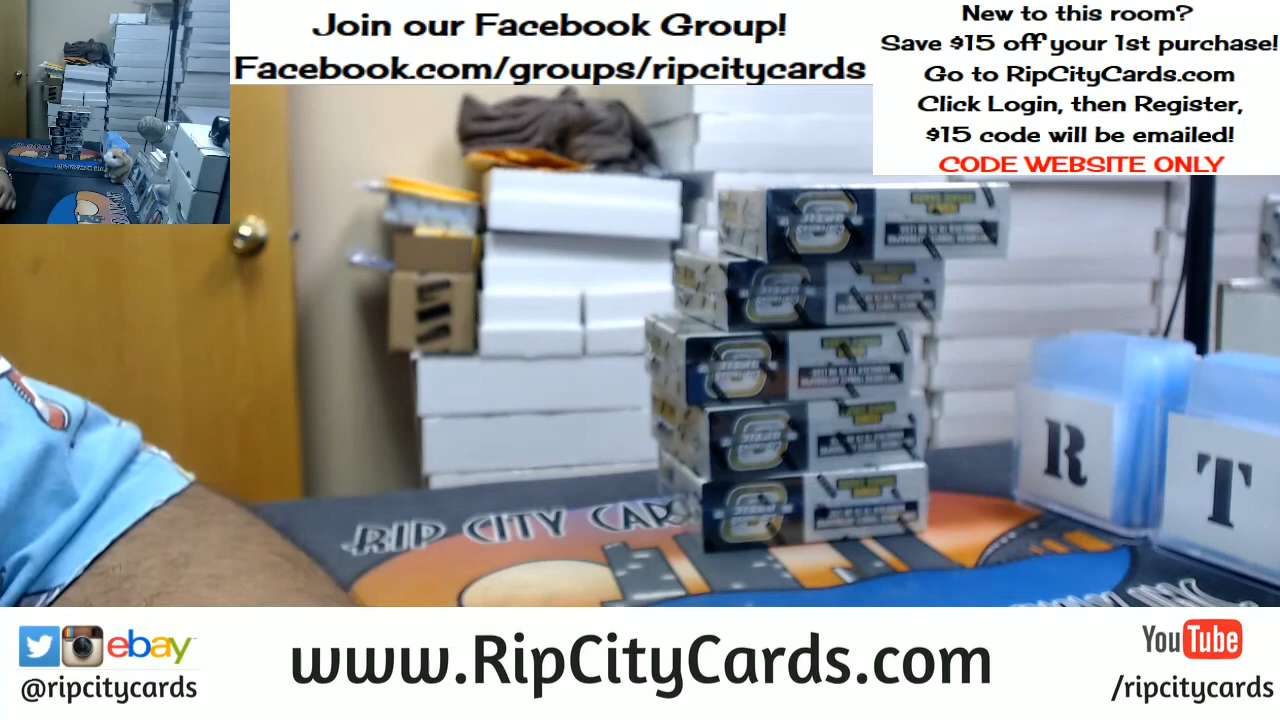 Join our Facebook Group!
Facebook.com/groups/ripcitycards
New to this room?
Save $15 off your 1st purchase!
Go to RipCityCards.com
Click Login, then Register,
$15 code will be emailed!
CODE WEBSITE ONLY
R
T
RIP CITY CAR
ebay
@ripcitycards
www.RipCityCards.com
YouTube
/ripcitycards